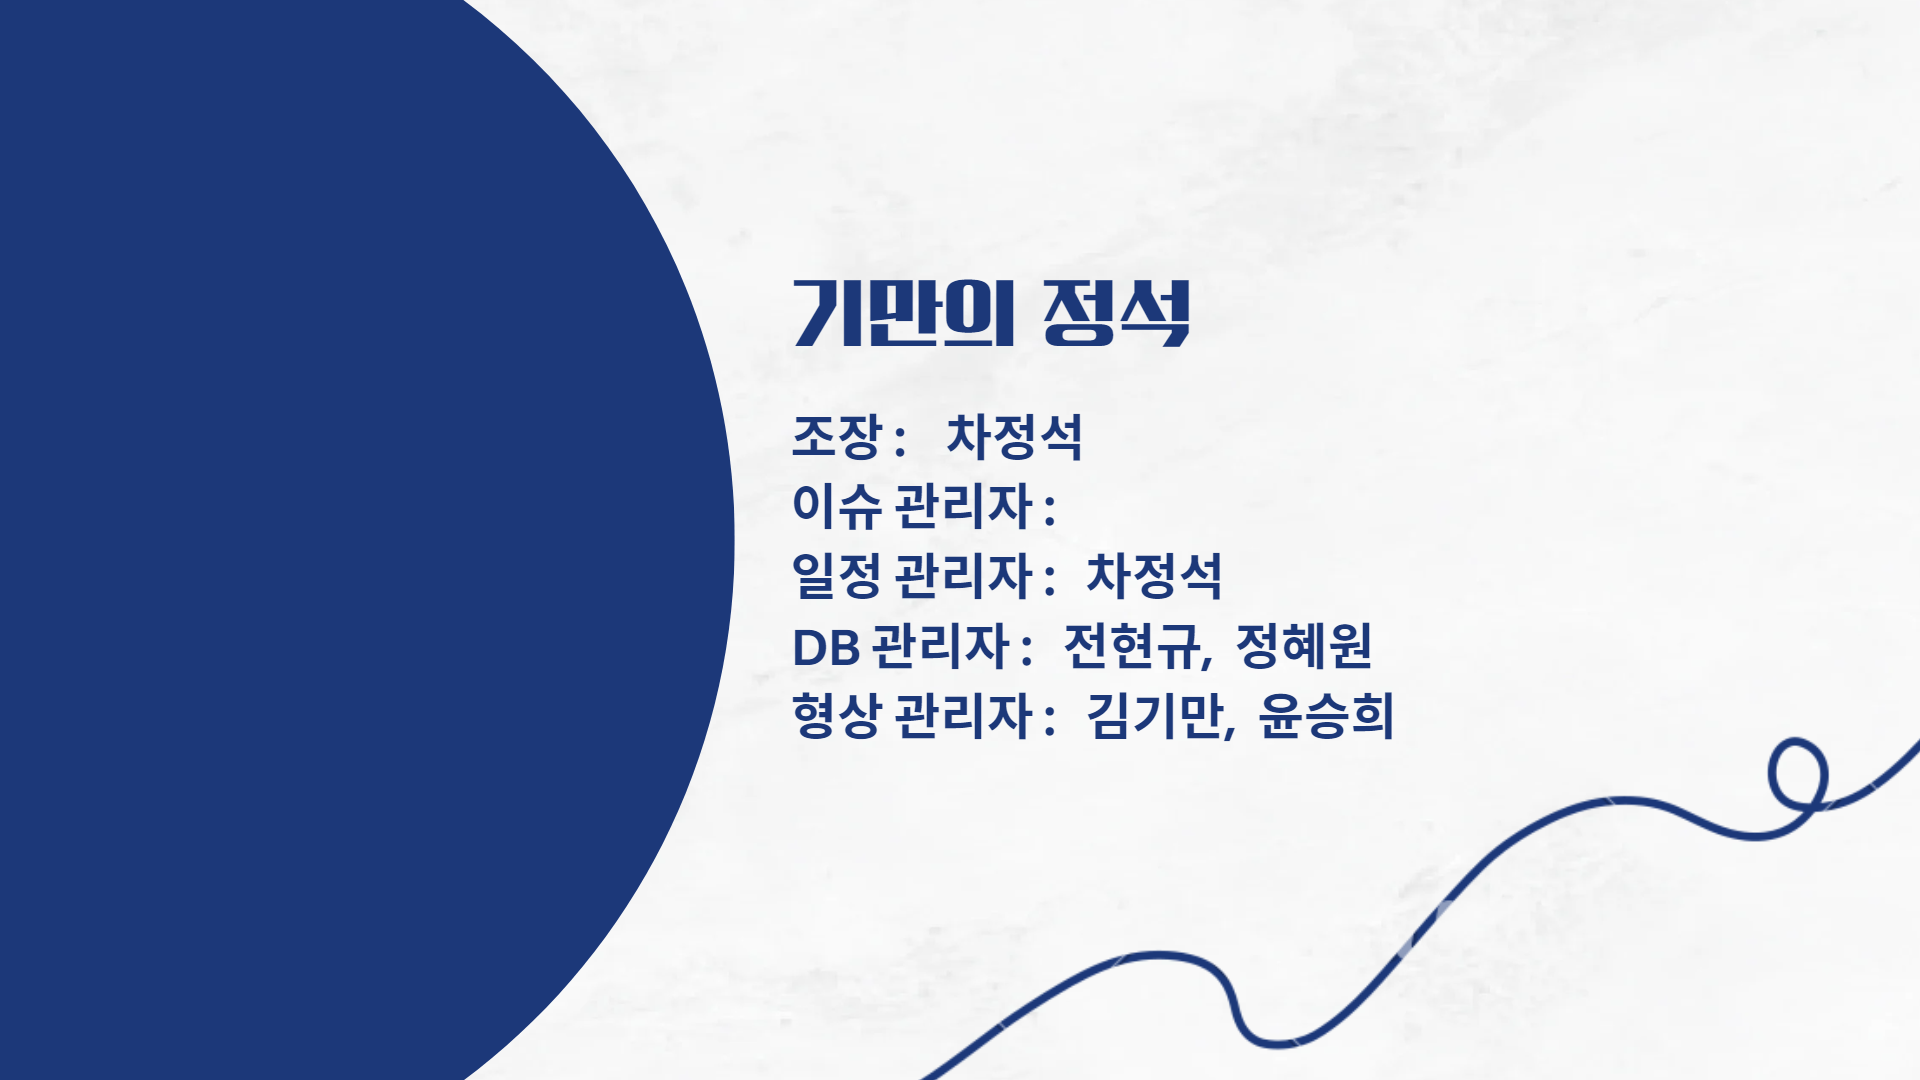 기만의 정석
조장 : 차정석
이슈 관리자 :
일정 관리자 : 차정석
DB 관리자 : 전현규, 정혜원
형상 관리자 : 김기만, 윤승희